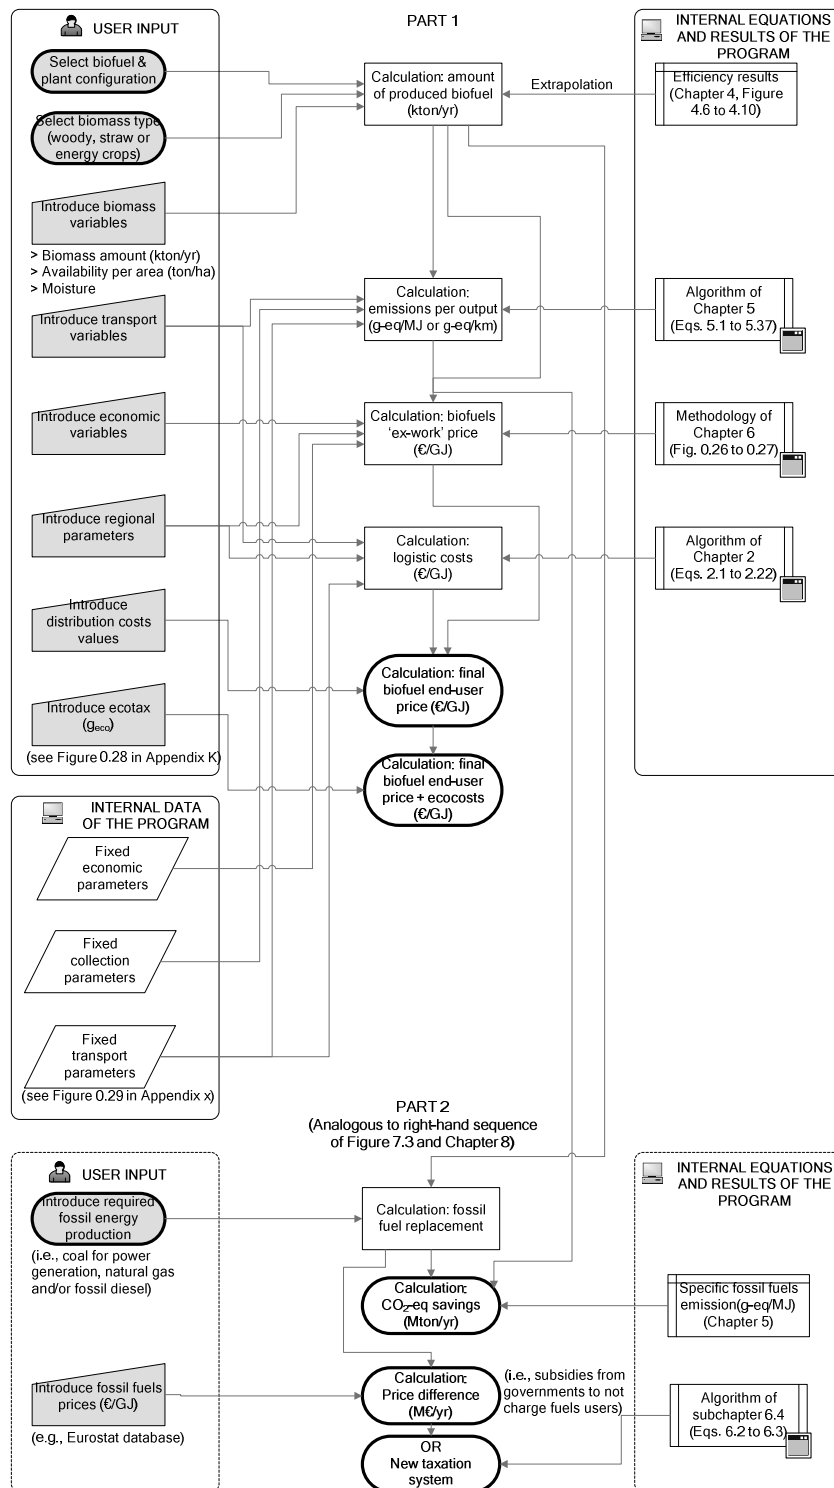 USER INPUT
PART 1
INTERNAL EQUATIONS
AND RESULTS OF THE
PROGRAM
Select biofuel &
plant configuration
Calculation: amount
of produced biofuel
(kton/yr)
Extrapolation
Efficiency results
(Chapter 4, Figure
4.6 to 4.10)
Select biomass type
(woody, straw or
energy crops)
Introduce biomass
variables
> Biomass amount (kton/yr)
> Availability per area (ton/ha)
> Moisture
Introduce transport
variables
Calculation:
emissions per output
(g-eq/MJ or g-eq/km)
Algorithm of
Chapter 5
(Eqs. 5.1 to 5.37)
Introduce economic
variables
Calculation: biofuels
‘ex-work’ price
(€/GJ)
Methodology of
Chapter 6
(Fig. 0.26 to 0.27)
Introduce regional
parameters
Calculation:
logistic costs
(€/GJ)
Algorithm of
Chapter 2
(Eqs. 2.1 to 2.22)
Introduce
distribution costs
values
Calculation: final
biofuel end-user
price (€/GJ)
Introduce ecotax
(geco)
(see Figure 0.28 in Appendix K)
Calculation: final
biofuel end-user
price + ecocosts
(€/GJ)
INTERNAL DATA
OF THE PROGRAM
Fixed
economic
parameters
Fixed
collection
parameters
Fixed
transport
parameters
(see Figure 0.29 in Appendix x)
PART 2
(Analogous to right-hand sequence
of Figure 7.3 and Chapter 8)
USER INPUT
INTERNAL EQUATIONS
AND RESULTS OF THE
PROGRAM
Introduce required
fossil energy
production
(i.e., coal for power
generation, natural gas
and/or fossil diesel)
Calculation: fossil
fuel replacement
Calculation:
CO2-eq savings
(Mton/yr)
Specific fossil fuels
emission(g-eq/MJ)
(Chapter 5)
Introduce fossil fuels
prices (€/GJ)
(e.g., Eurostat database)
Calculation:
Price difference
(M€/yr)
(i.e., subsidies from
governments to not
charge fuels users)
Algorithm of
subchapter 6.4
(Eqs. 6.2 to 6.3)
OR
New taxation
system